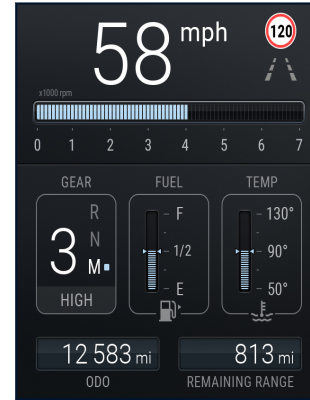 58 mph
120
x1000 rpm
0 1 2 3 4 5 6 7
GEAR FUEL TEMP
R
N
M
3
HIGH
F
1/2
E
130°
90°
50°
12 583 mi
813 mi
ODO
REMAINING RANGE